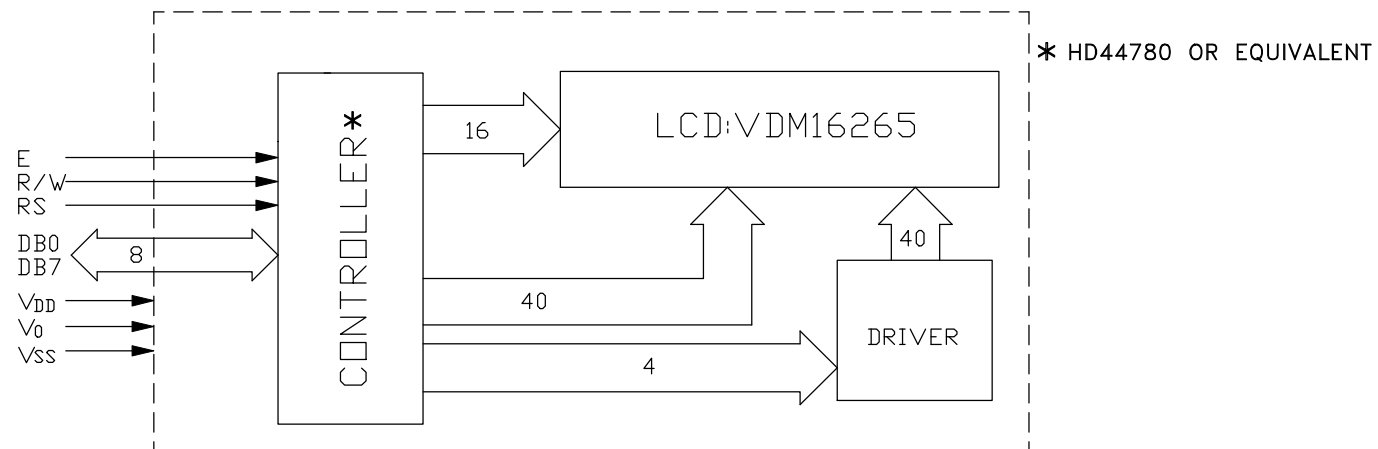 * HD44780 OR EQUIVALENT
LCD:VDM16265
16
CONTROLLER*
E
R/W
RS
DB0
DB7
8
40
40
VDD
V0
VSS
4
DRIVER